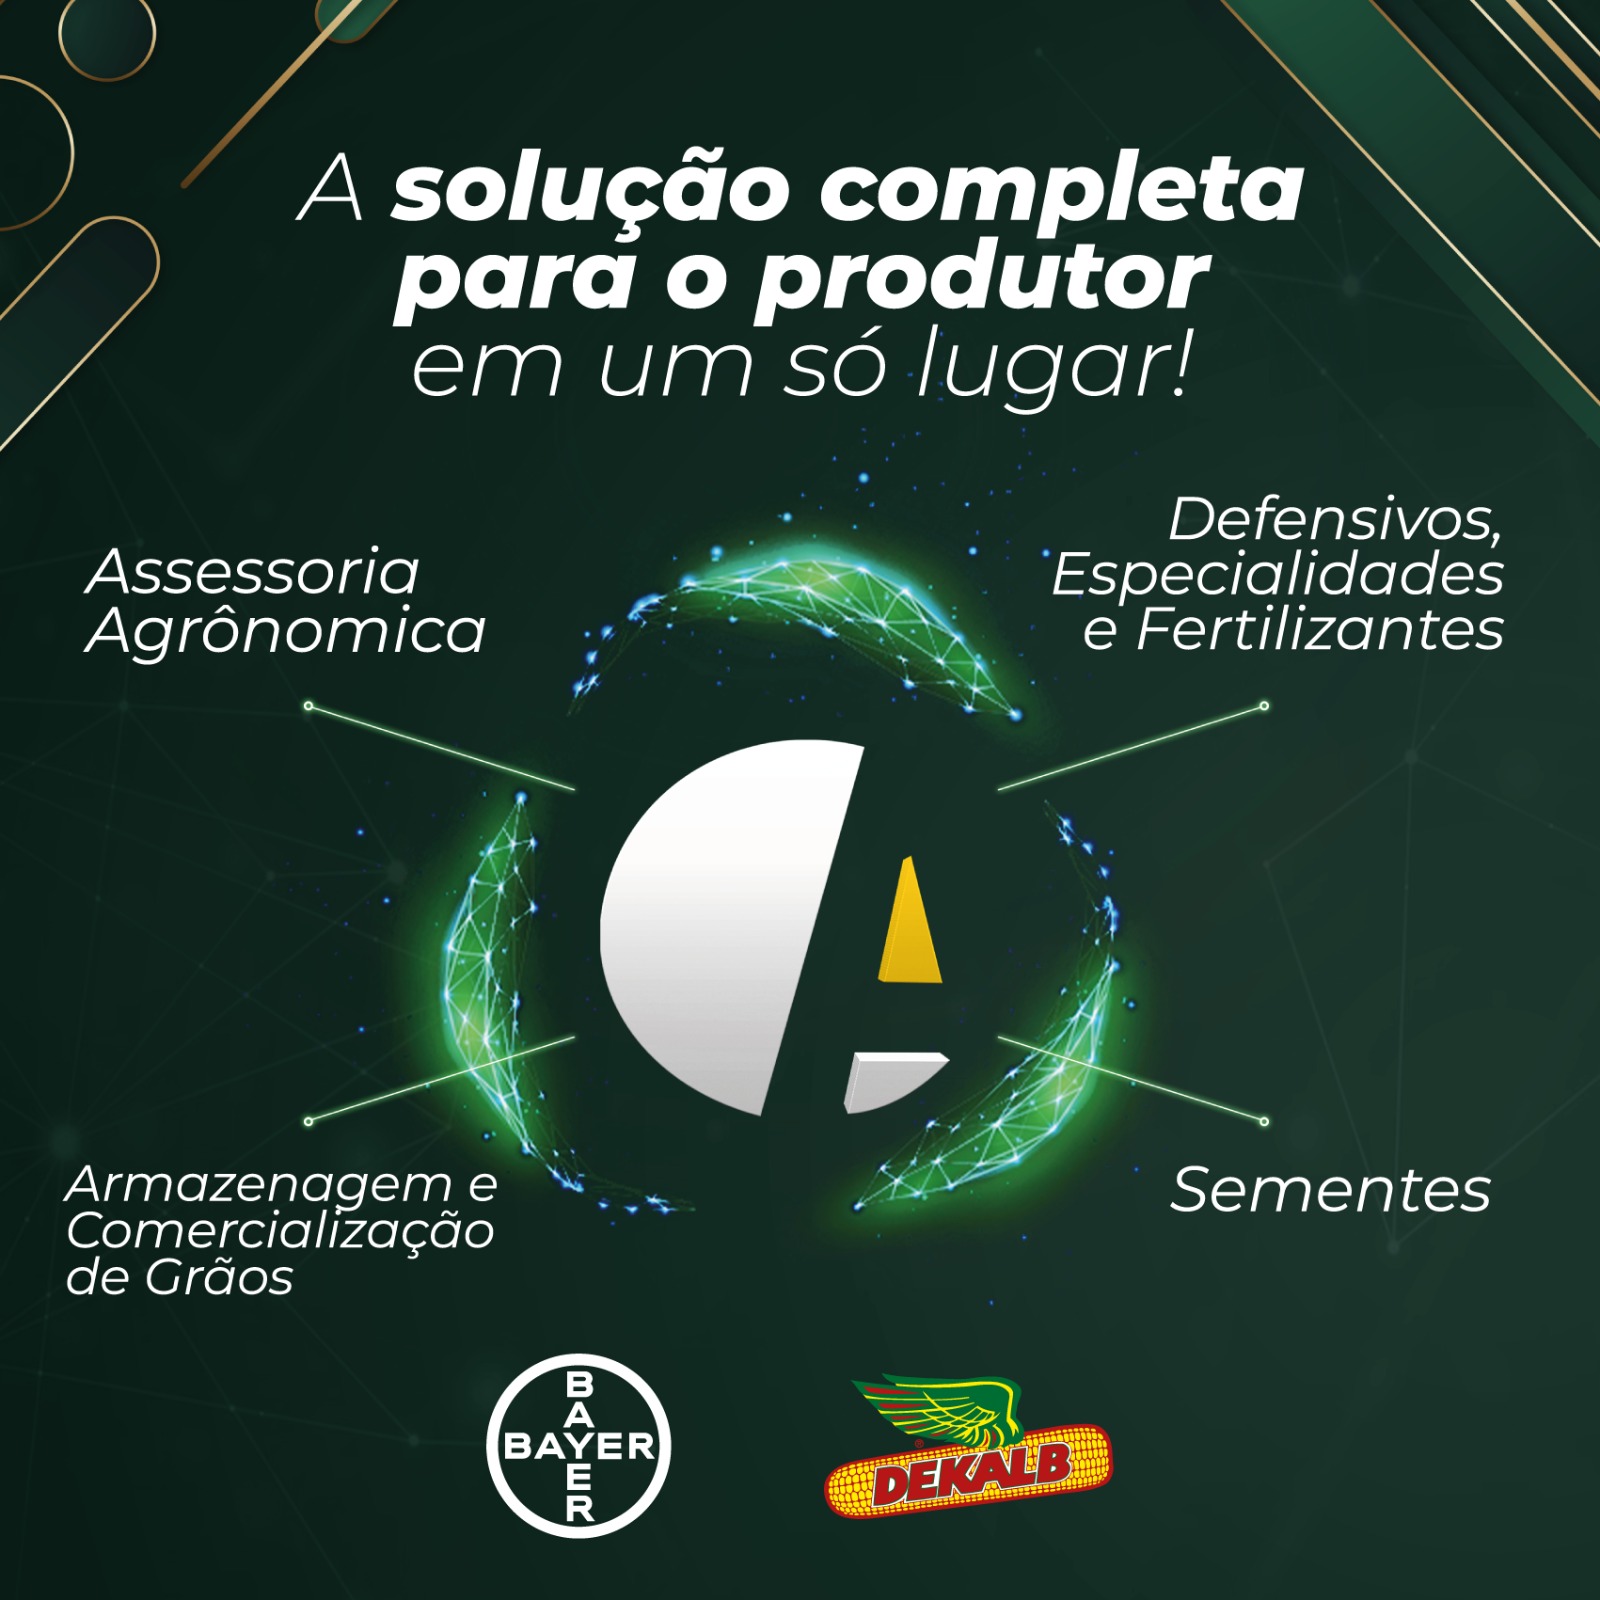 A solução completa
para o produtor
em um só lugar!
Assessoria
Agrônomica
Defensivos,
Especialidades
e Fertilizantes
Armazenagem e
Comercialização
de Grãos
Sementes
BAYER
BAYER
DEKALB
®